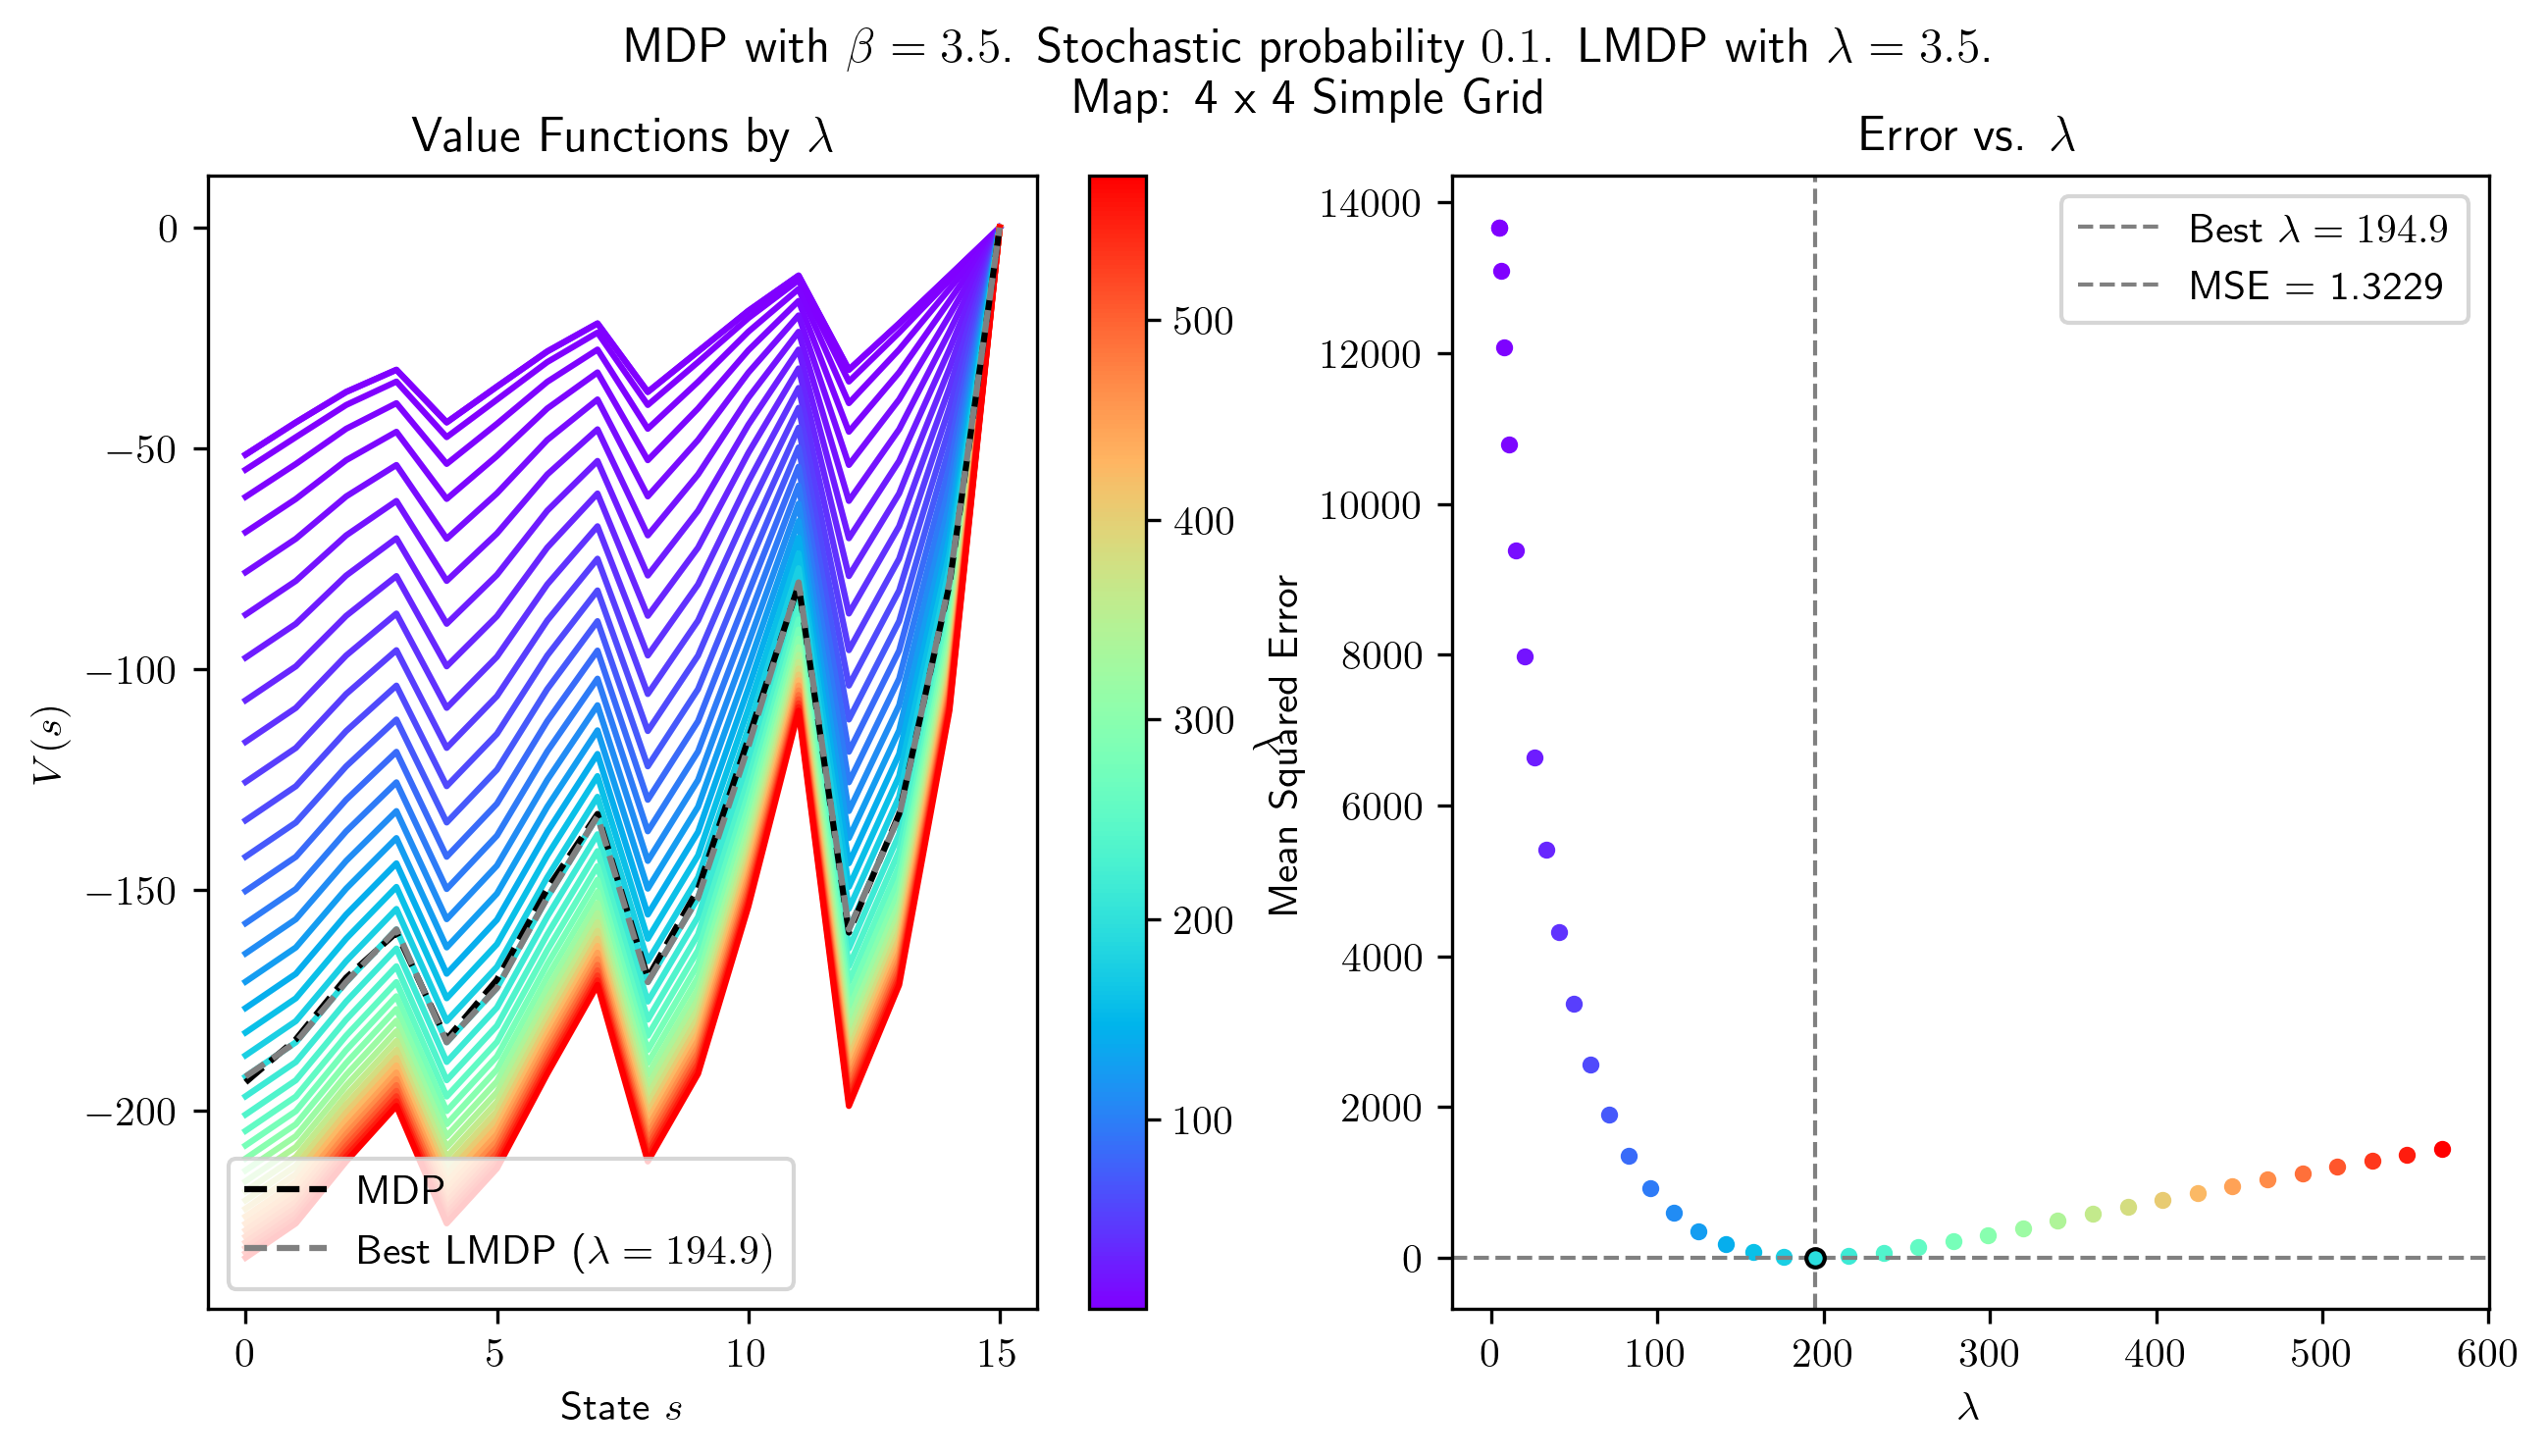 MDP with β = 3.5. Stochastic probability 0.1. LMDP with λ = 3.5.
Map: 4 x 4 Simple Grid
Value Functions by λ
0
−50
−100
−150
−200
V(s)
0
5
10
15
State s
MDP
Best LMDP (λ = 194.9)
500
400
300
200
100
λ
Error vs. λ
14000
12000
10000
8000
6000
4000
2000
0
Mean Squared Error
Best λ = 194.9
MSE = 1.3229
0
100
200
300
400
500
600
λ